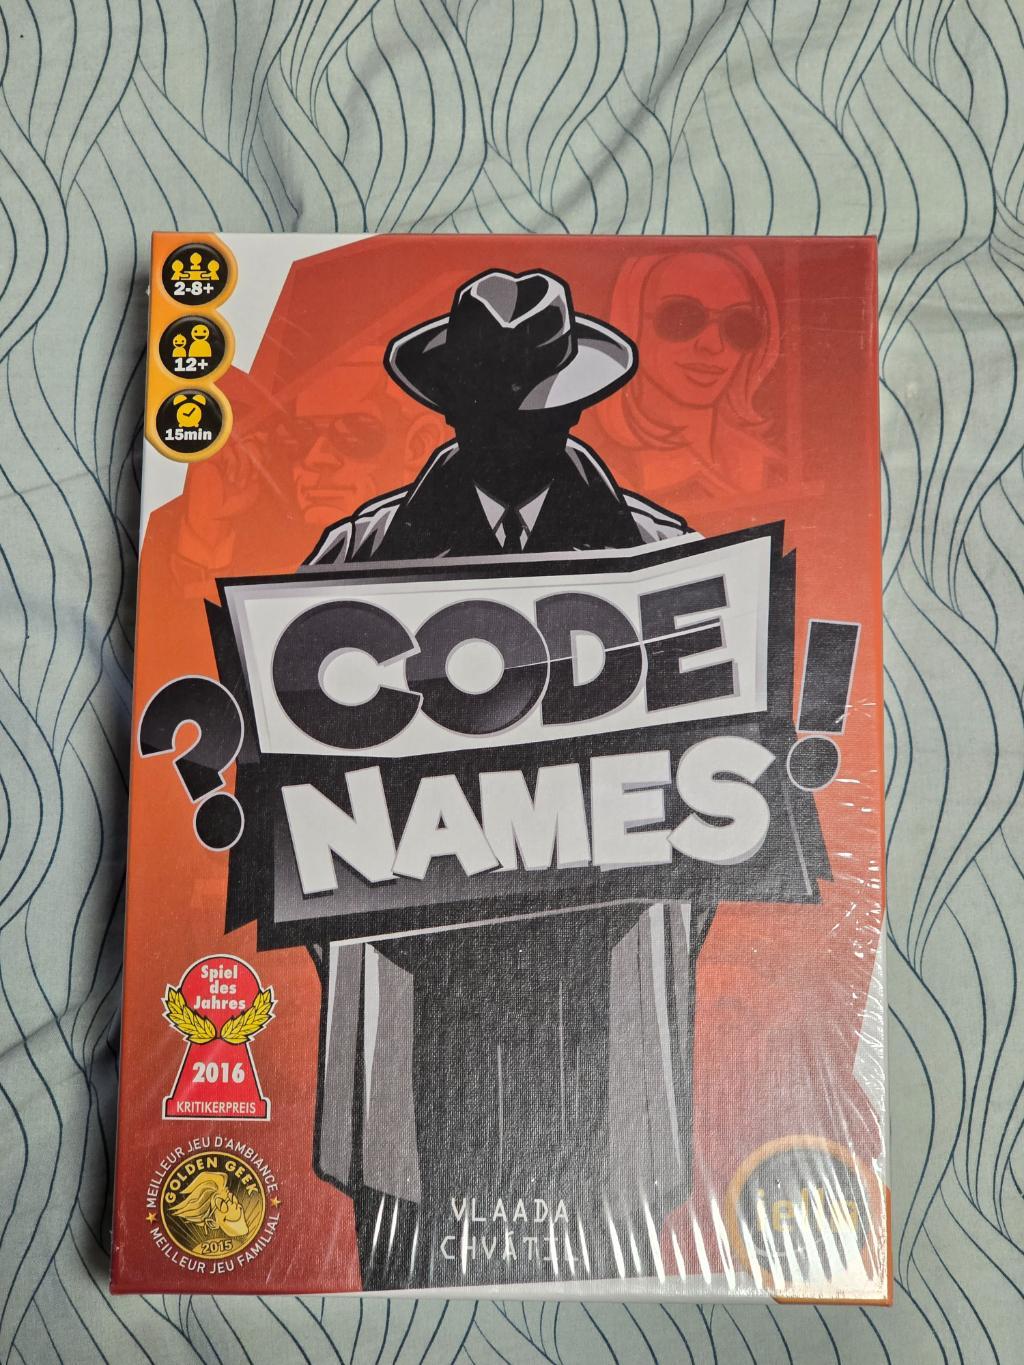 2-8+
12+
15min
CODE
NAMES
?
!
Spiel
des
Jahres
2016
KRITIKERPREIS
MEILLEUR JEU D'AMBIANCE
GOLDEN GEEK
2015
MEILLEUR JEU FAMILIAL
VLAADA
CHVÁTIL
iello